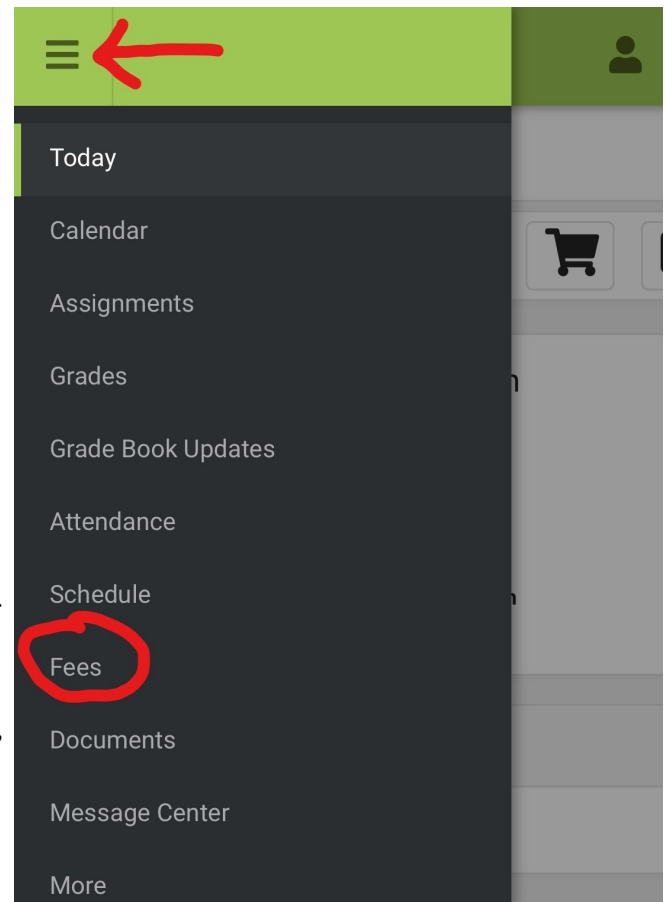 Today
Calendar
Assignments
Grades
Grade Book Updates
Attendance
Schedule
Fees
Documents
Message Center
More